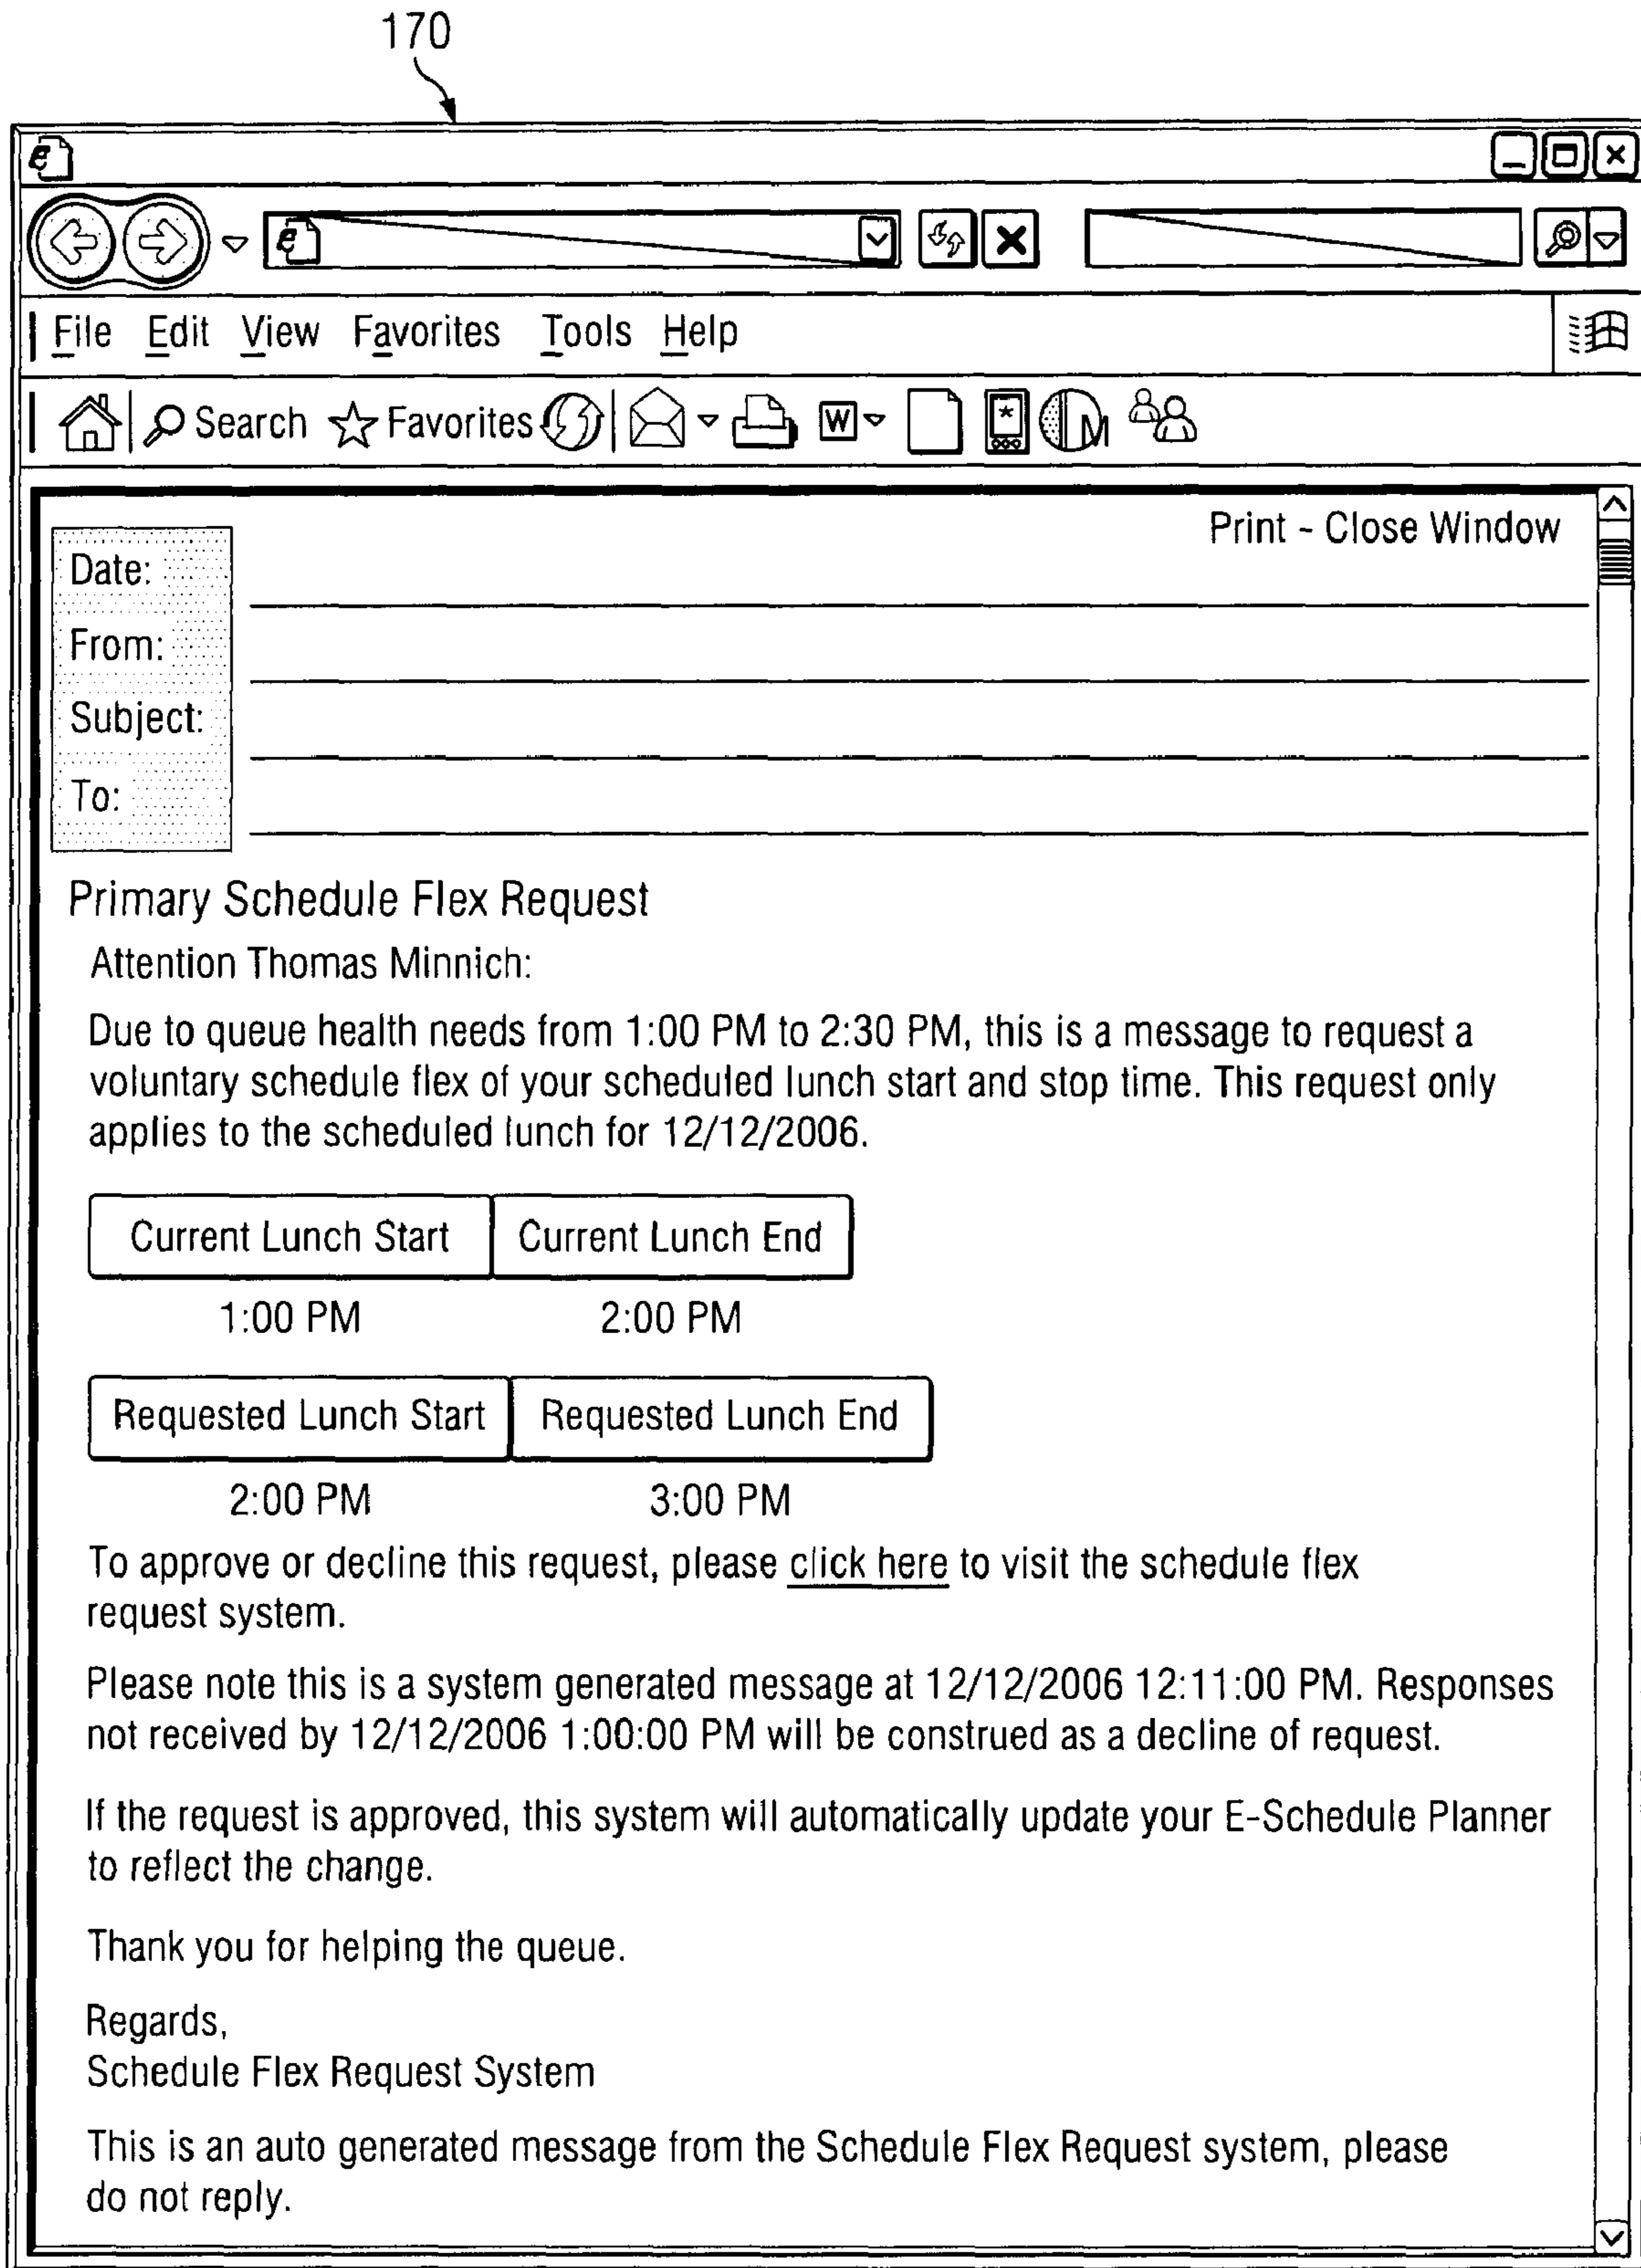 170
File Edit View Favorites Tools Help
Search Favorites W M
Print - Close Window
Date:
From:
Subject:
To:
Primary Schedule Flex Request
Attention Thomas Minnich:
Due to queue health needs from 1:00 PM to 2:30 PM, this is a message to request a
voluntary schedule flex of your scheduled lunch start and stop time. This request only
applies to the scheduled lunch for 12/12/2006.
Current Lunch Start Current Lunch End
1:00 PM 2:00 PM
Requested Lunch Start Requested Lunch End
2:00 PM 3:00 PM
To approve or decline this request, please click here to visit the schedule flex
request system.
Please note this is a system generated message at 12/12/2006 12:11:00 PM. Responses
not received by 12/12/2006 1:00:00 PM will be construed as a decline of request.
If the request is approved, this system will automatically update your E-Schedule Planner
to reflect the change.
Thank you for helping the queue.
Regards,
Schedule Flex Request System
This is an auto generated message from the Schedule Flex Request system, please
do not reply.